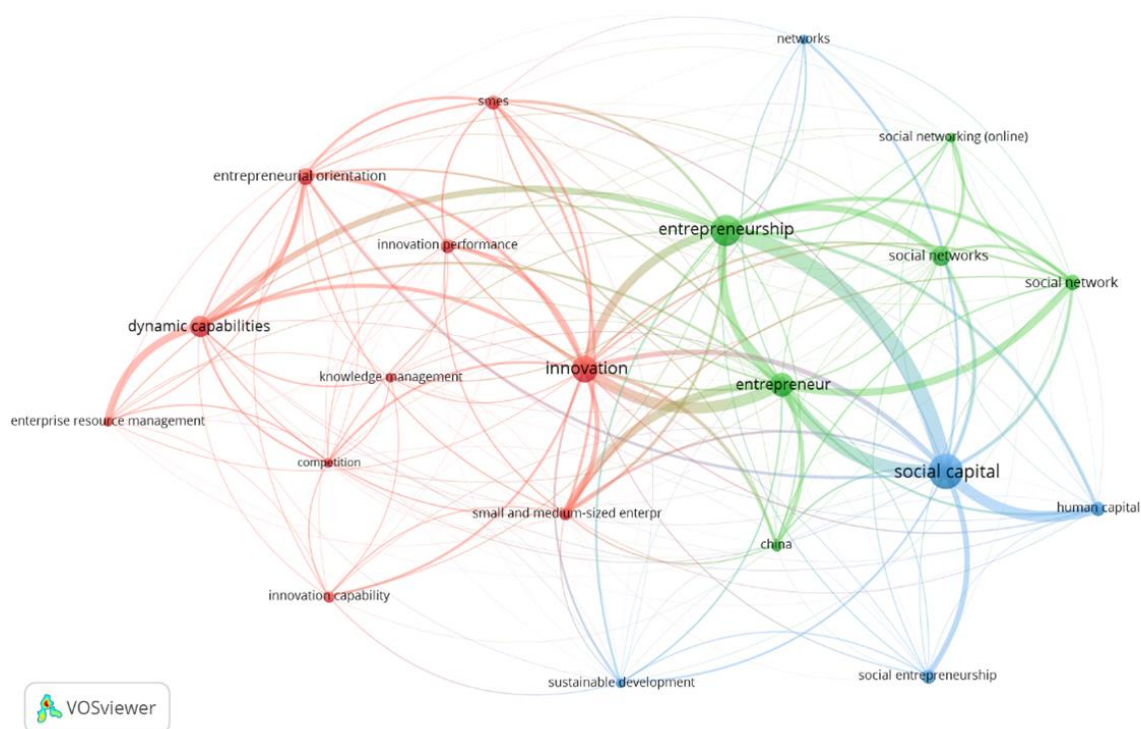 networks
smes
social networking (online)
entrepreneurial orientation
entrepreneurship
innovation performance
social networks
social network
dynamic capabilities
innovation
knowledge management
entrepreneur
enterprise resource management
competition
social capital
human capital
small and medium-sized enterpr
china
innovation capability
social entrepreneurship
sustainable development
VOSviewer